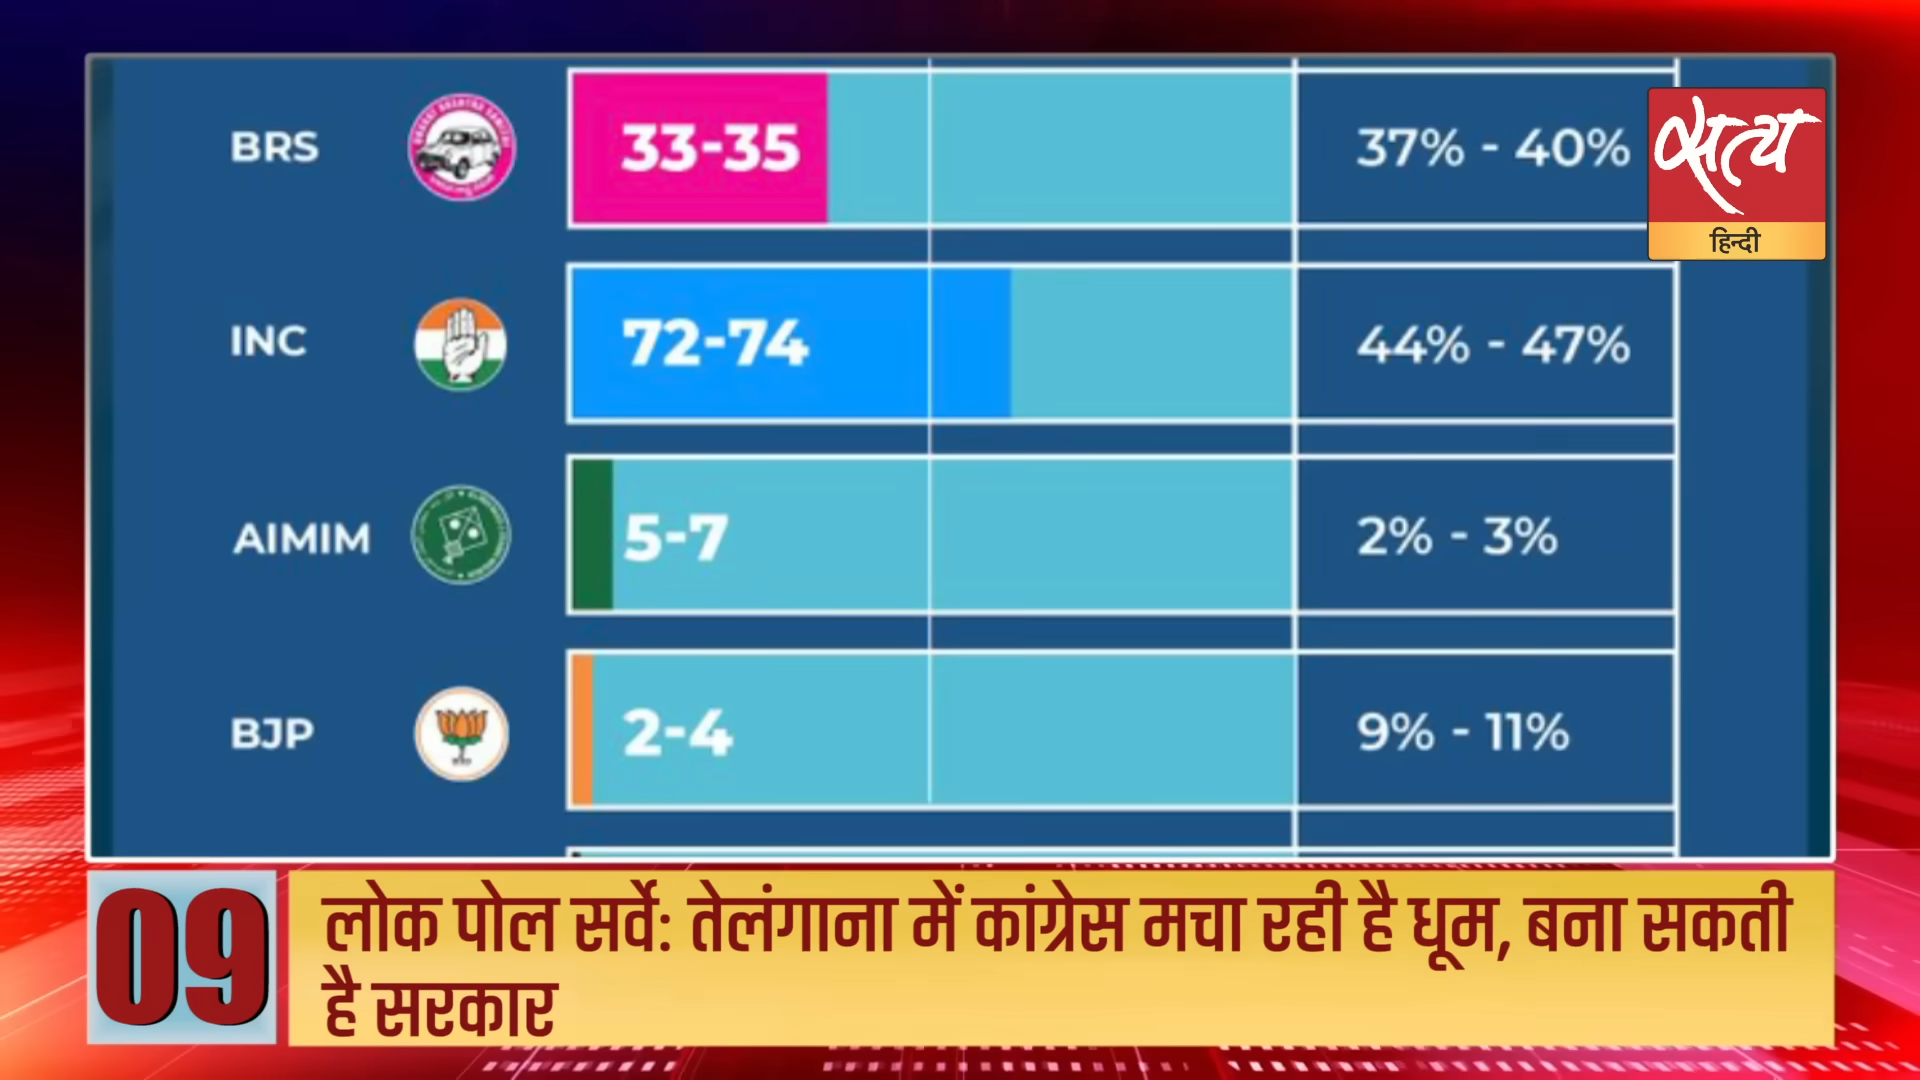 BRS 33-35 37% - 40%
सत्य
हिन्दी
INC 72-74 44% - 47%
AIMIM 5-7 2% - 3%
BJP 2-4 9% - 11%
09
लोक पोल सर्वे: तेलंगाना में कांग्रेस मचा रही है धूम, बना सकती
है सरकार